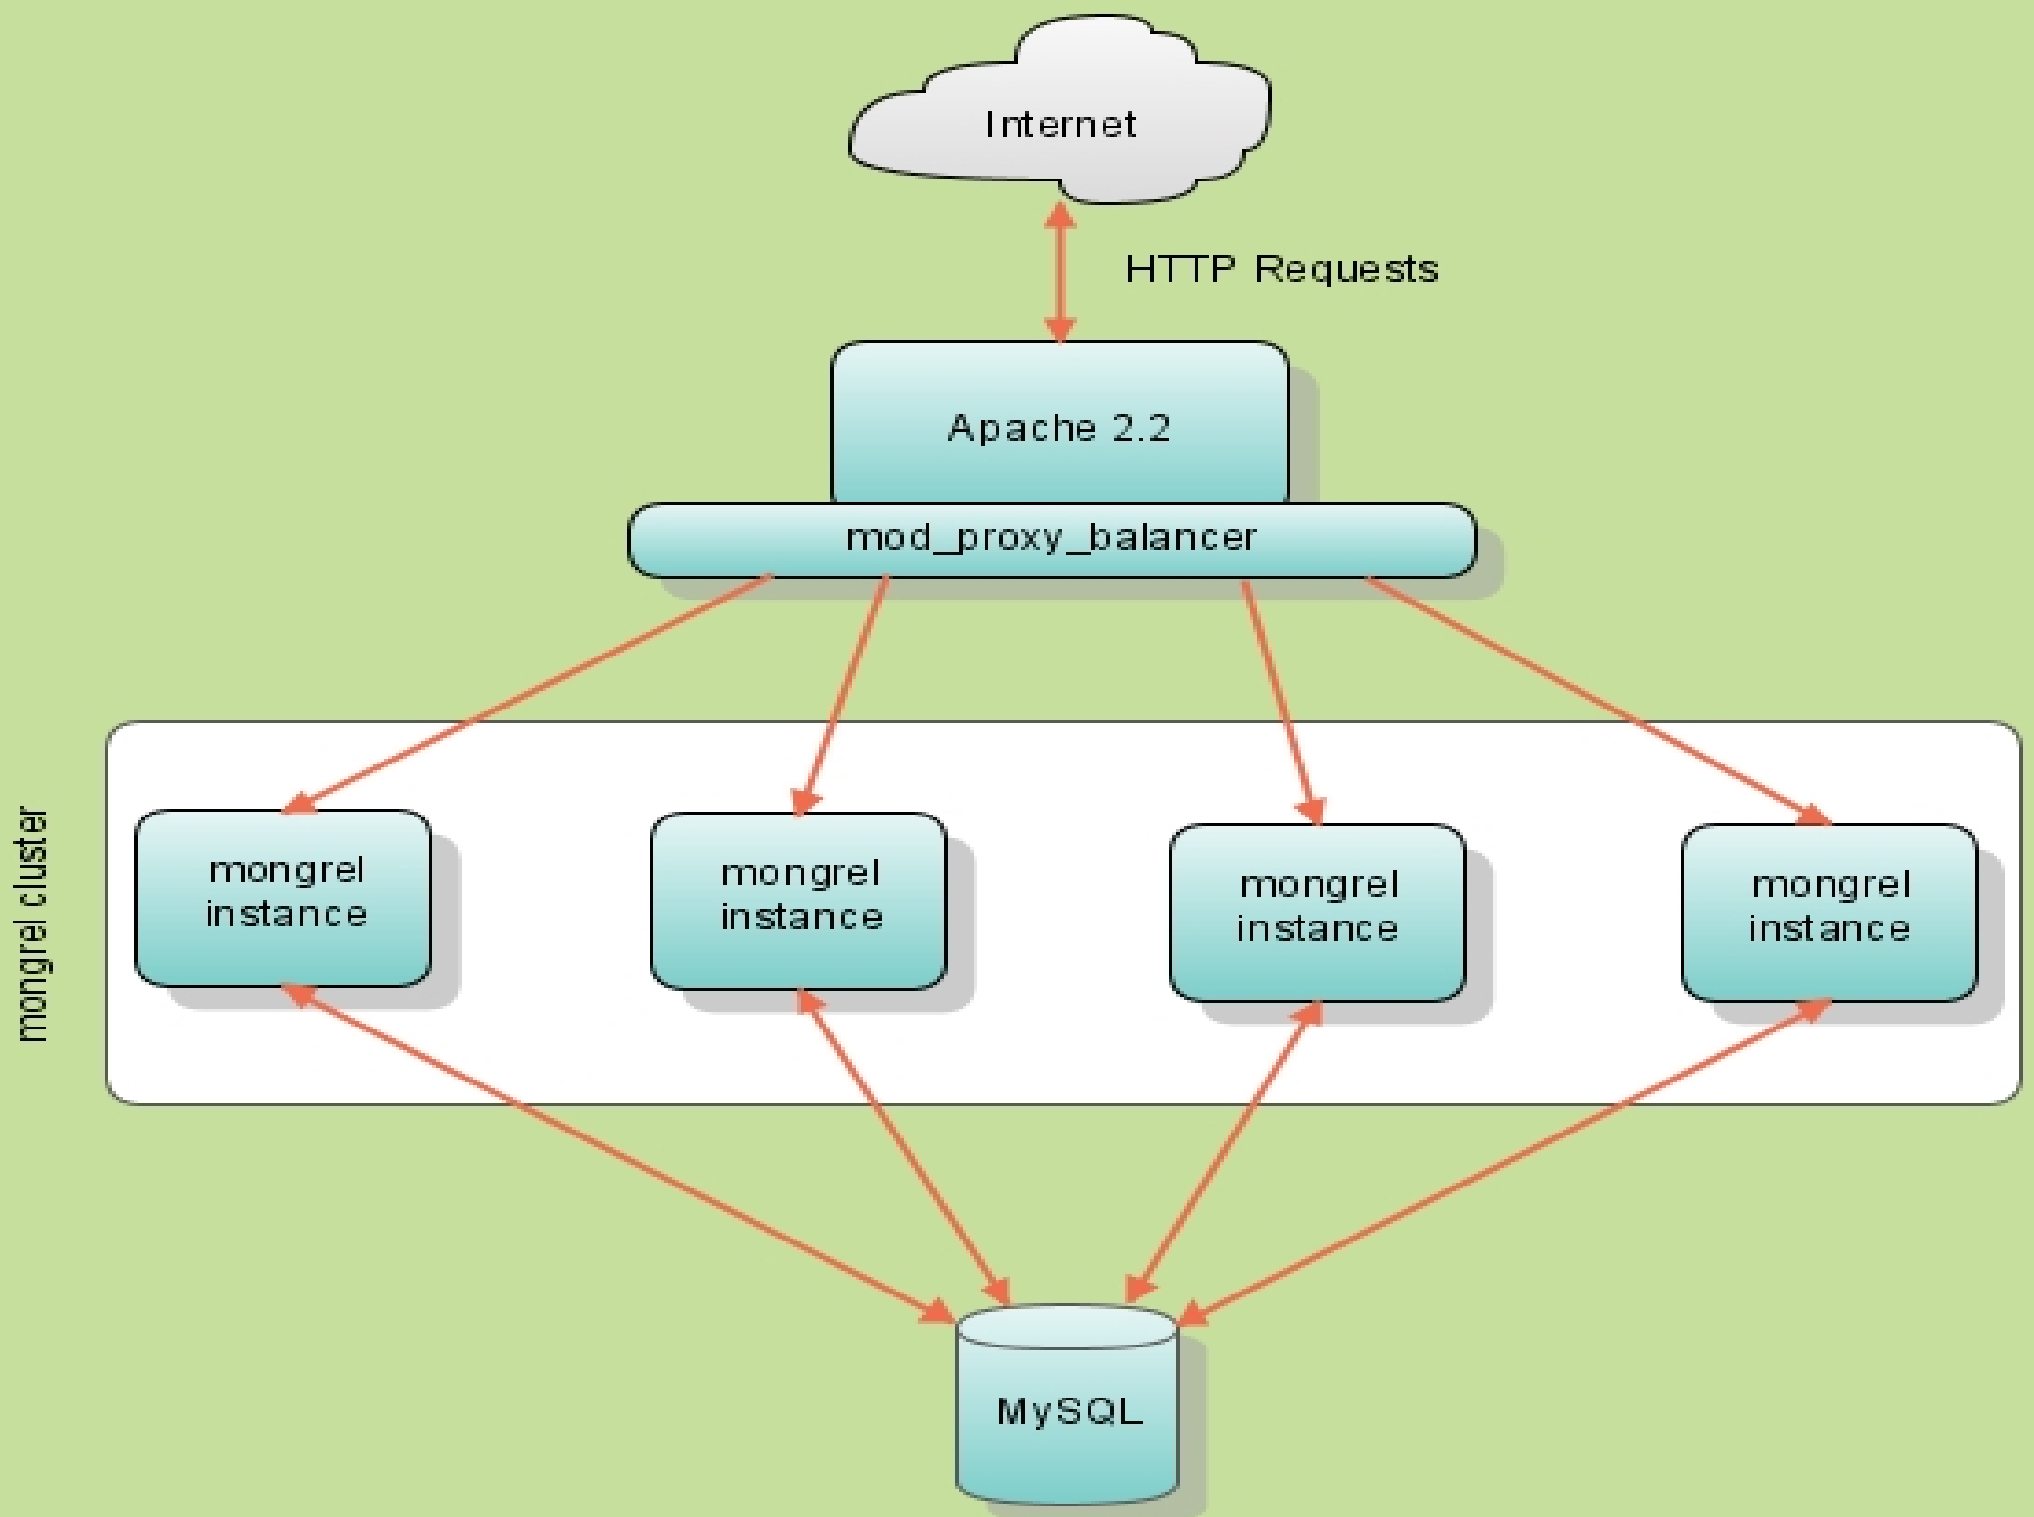 Internet
HTTP Requests
Apache 2.2
mod_proxy_balancer
mongrel cluster
mongrel
instance
mongrel
instance
mongrel
instance
mongrel
instance
MySQL